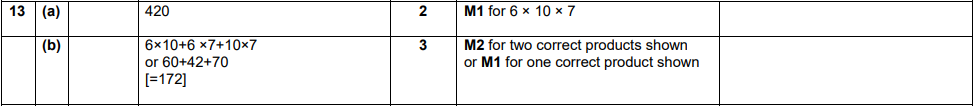 13 (a) 420 2 M1 for 6 × 10 × 7
(b) 6×10+6 ×7+10×7 3 M2 for two correct products shown
or 60+42+70 or M1 for one correct product shown
[=172]